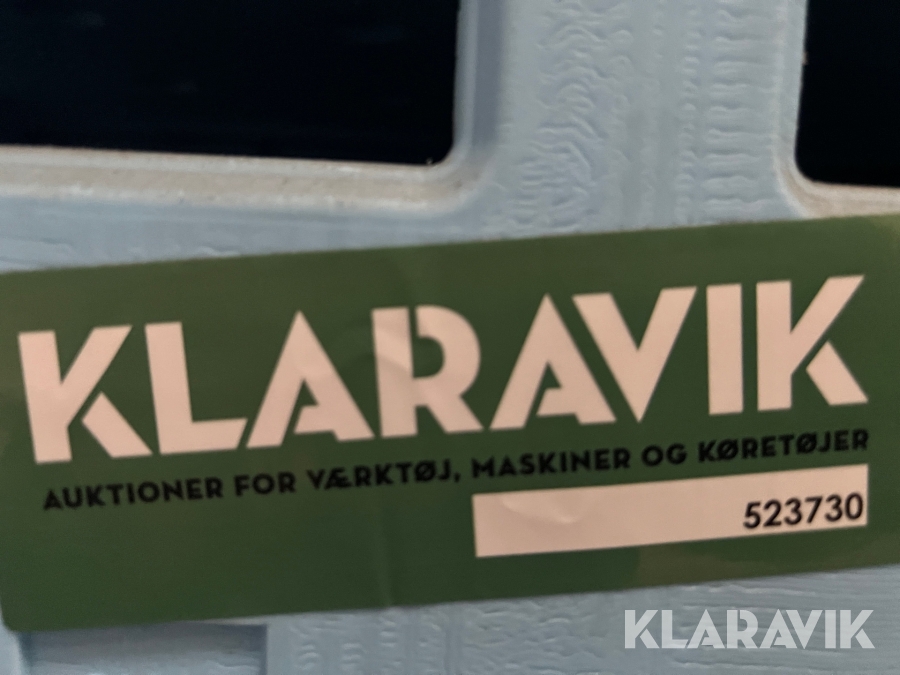 KLARAVIK
AUKTIONER FOR VÆRKTØJ, MASKINER OG KØRETØJER
523730
KLARAVIK